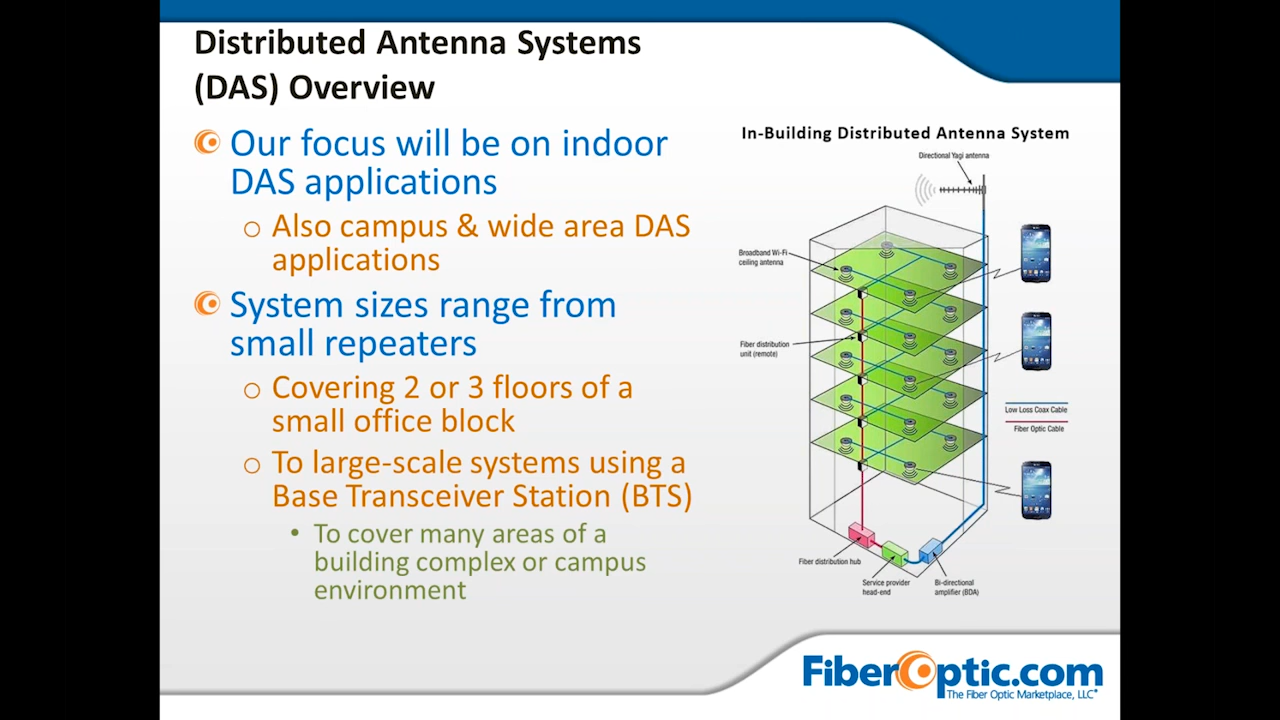 Distributed Antenna Systems
(DAS) Overview
Our focus will be on indoor
DAS applications
Also campus & wide area DAS
applications
System sizes range from
small repeaters
Covering 2 or 3 floors of a
small office block
To large-scale systems using a
Base Transceiver Station (BTS)
To cover many areas of a
building complex or campus
environment
In-Building Distributed Antenna System
Directional Yagi antenna
Broadband Wi-Fi
ceiling antenna
Fiber distribution
unit (remote)
Low Loss Coax Cable
Fiber Optic Cable
Fiber distribution hub
Service provider
head-end
Bi-directional
amplifier (BDA)
FiberOptic.com
The Fiber Optic Marketplace, LLC